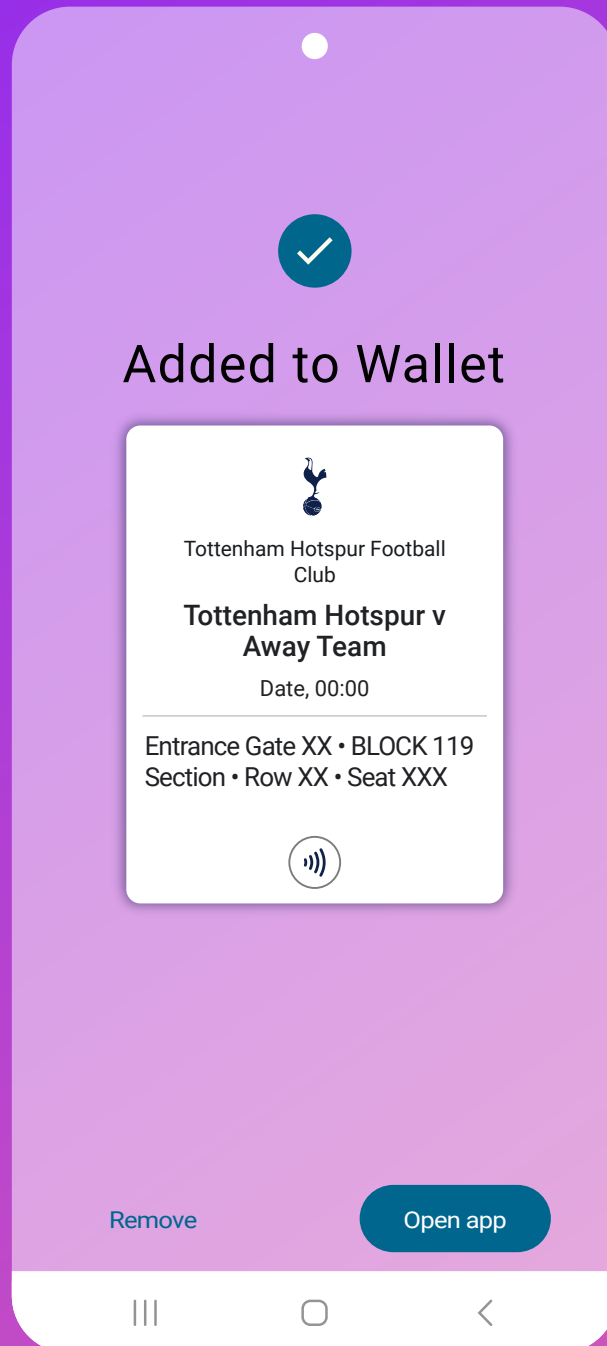 Added to Wallet
Tottenham Hotspur Football
Club
Tottenham Hotspur v
Away Team
Date, 00:00
Entrance Gate XX • BLOCK 119
Section • Row XX • Seat XXX
Remove
Open app